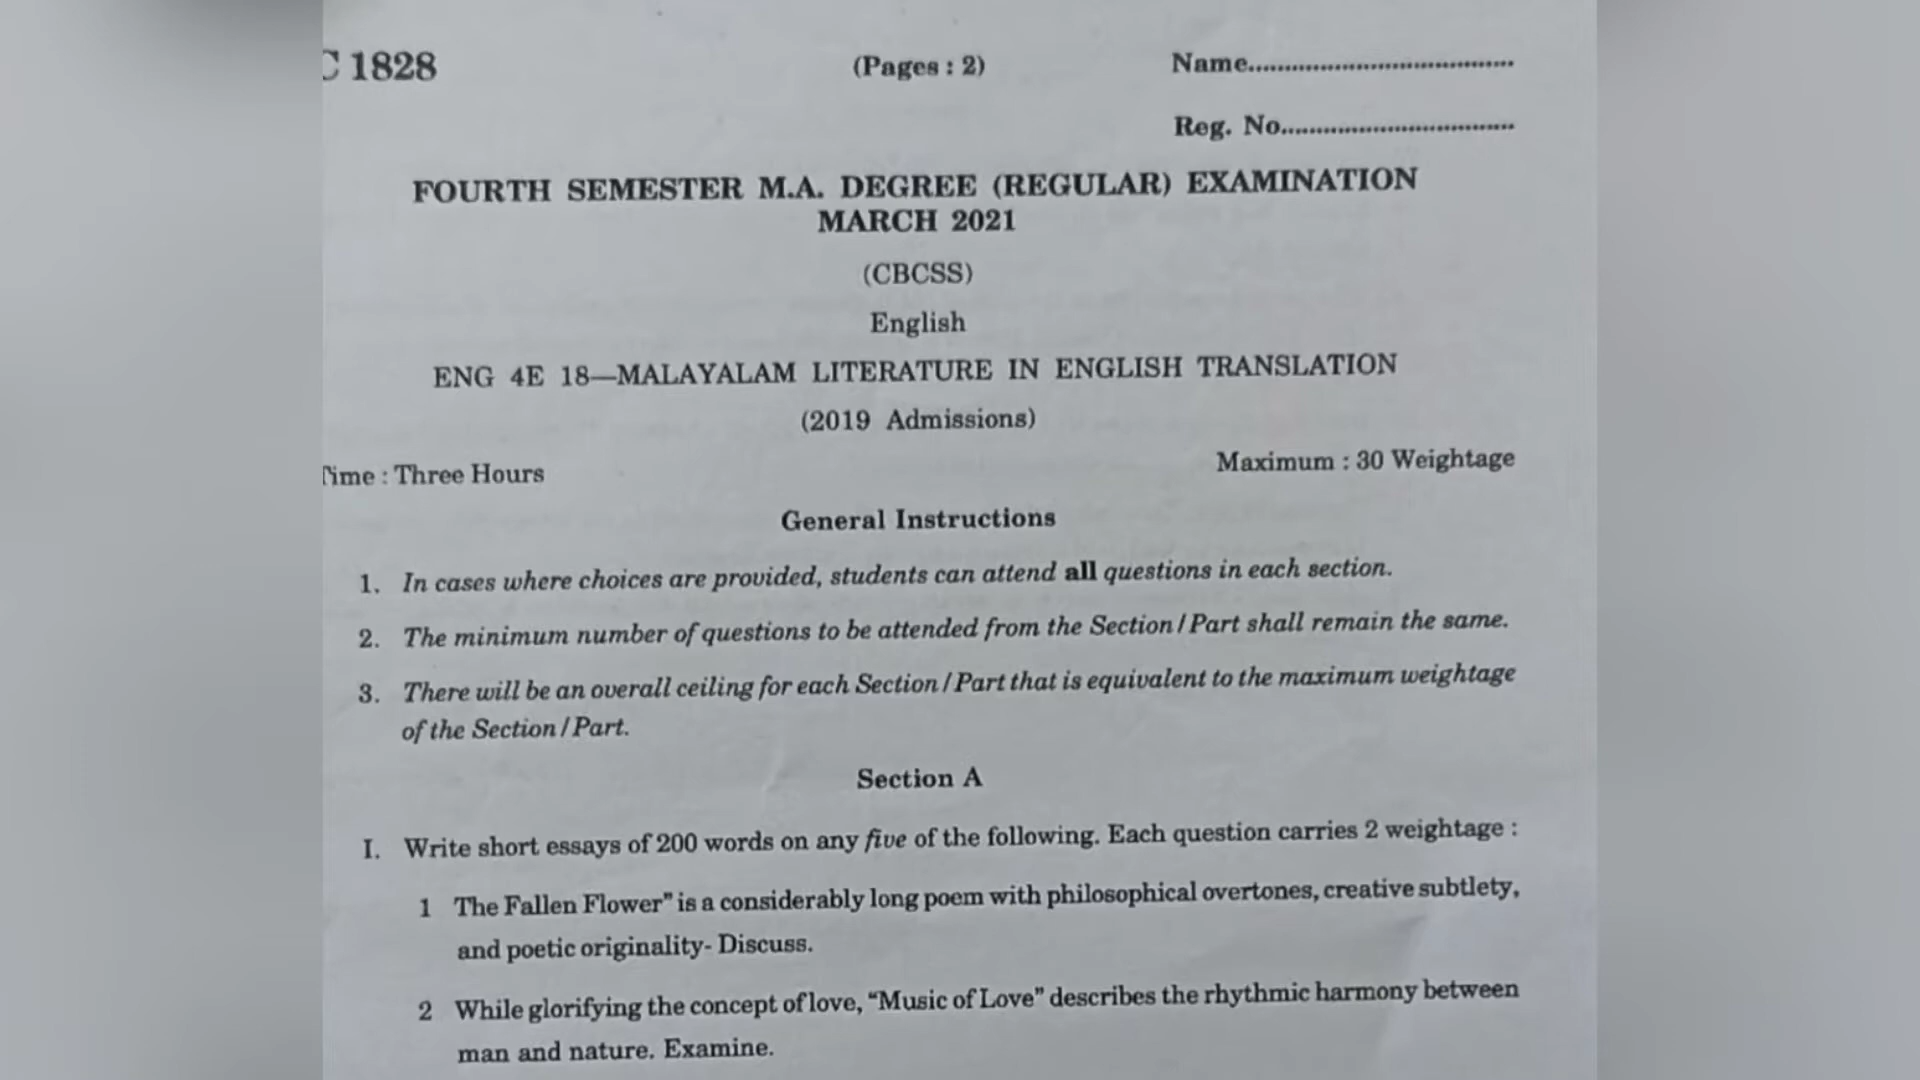 C 1828
(Pages : 2)
Name....................................
Reg. No.................................
FOURTH SEMESTER M.A. DEGREE (REGULAR) EXAMINATION
MARCH 2021
(CBCSS)
English
ENG 4E 18—MALAYALAM LITERATURE IN ENGLISH TRANSLATION
(2019 Admissions)
Time : Three Hours
Maximum : 30 Weightage
General Instructions
1. In cases where choices are provided, students can attend all questions in each section.
2. The minimum number of questions to be attended from the Section/Part shall remain the same.
3. There will be an overall ceiling for each Section/Part that is equivalent to the maximum weightage
of the Section/Part.
Section A
I. Write short essays of 200 words on any five of the following. Each question carries 2 weightage :
1 The Fallen Flower" is a considerably long poem with philosophical overtones, creative subtlety,
and poetic originality- Discuss.
2 While glorifying the concept of love, "Music of Love" describes the rhythmic harmony between
man and nature. Examine.